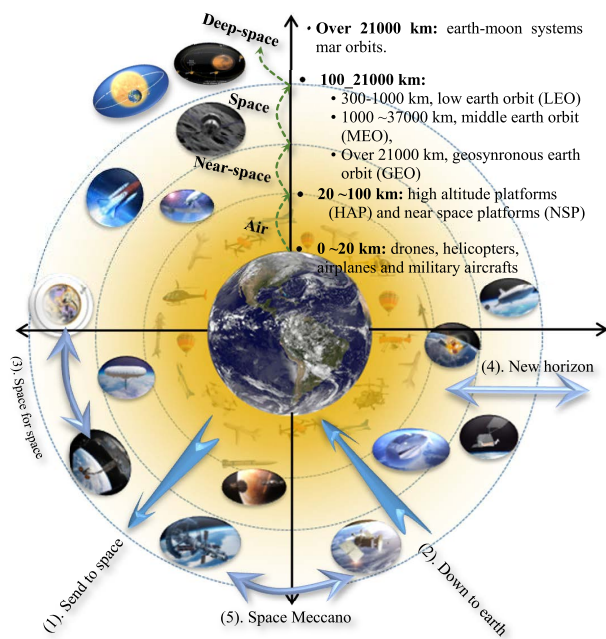 Deep-space
Space
Near-space
Air
• Over 21000 km: earth-moon systems
mar orbits.
• 100_21000 km:
• 300-1000 km, low earth orbit (LEO)
• 1000 ~37000 km, middle earth orbit
(MEO),
• Over 21000 km, geosynronous earth
orbit (GEO)
• 20 ~100 km: high altitude platforms
(HAP) and near space platforms (NSP)
• 0 ~20 km: drones, helicopters,
airplanes and military aircrafts
(3). Space for space
(4). New horizon
(1). Send to space
(2). Down to earth
(5). Space Meccano